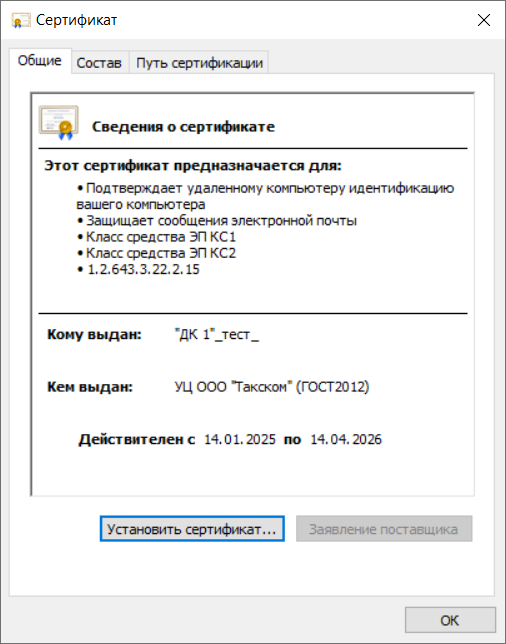 Сертификат
Общие Состав Путь сертификации
Сведения о сертификате
Этот сертификат предназначается для:
• Подтверждает удаленному компьютеру идентификацию
вашего компьютера
• Защищает сообщения электронной почты
• Класс средства ЭП КС1
• Класс средства ЭП КС2
• 1.2.643.3.22.2.15
Кому выдан: "ДК 1"_тест_
Кем выдан: УЦ ООО "Такском" (ГОСТ2012)
Действителен с 14.01.2025 по 14.04.2026
Установить сертификат... Заявление поставщика
ОК